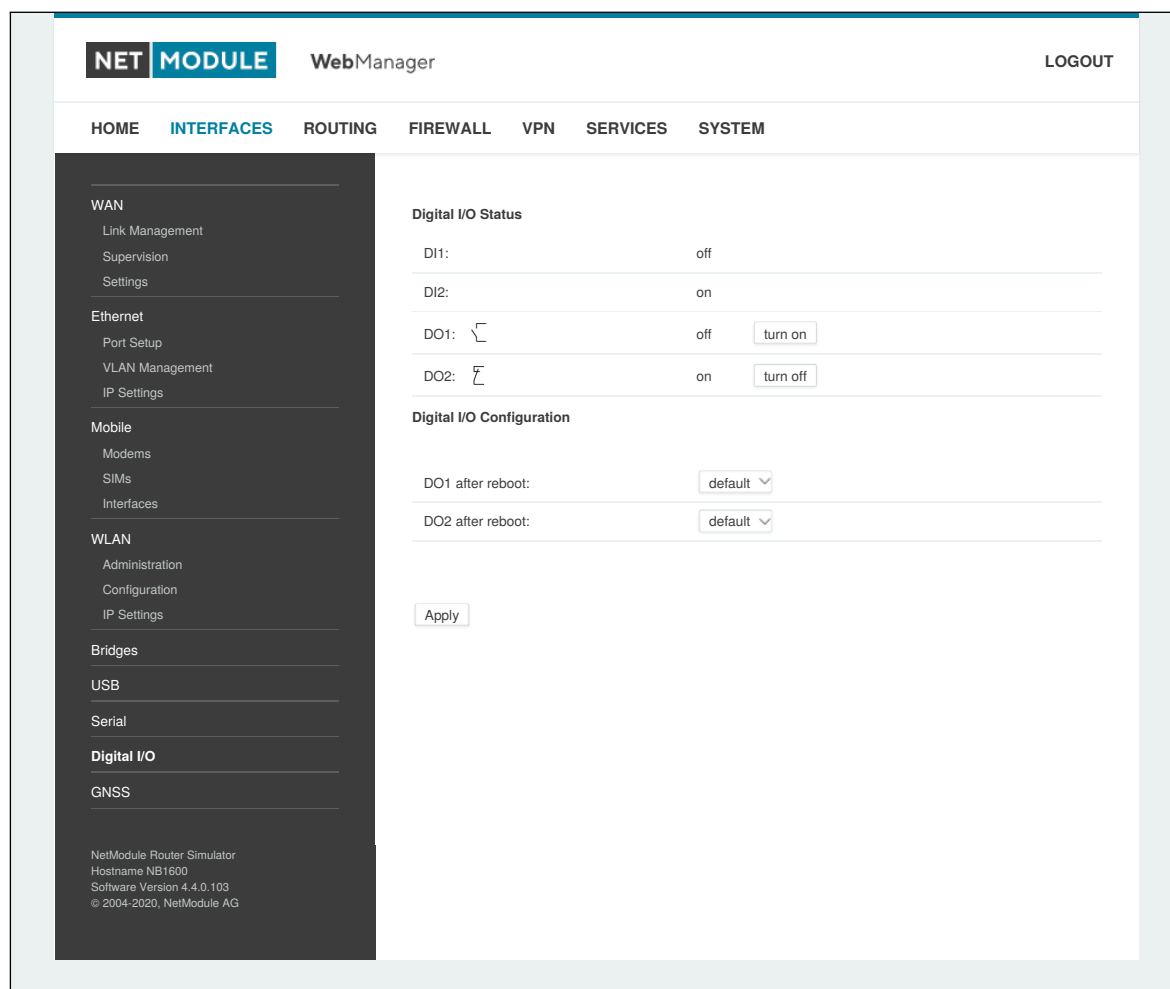 NET MODULE WebManager LOGOUT
HOME INTERFACES ROUTING FIREWALL VPN SERVICES SYSTEM
WAN
Link Management
Supervision
Settings
Ethernet
Port Setup
VLAN Management
IP Settings
Mobile
Modems
SIMs
Interfaces
WLAN
Administration
Configuration
IP Settings
Bridges
USB
Serial
Digital I/O
GNSS
NetModule Router Simulator
Hostname NB1600
Software Version 4.4.0.103
© 2004-2020, NetModule AG
Digital I/O Status
DI1: off
DI2: on
DO1: off turn on
DO2: on turn off
Digital I/O Configuration
DO1 after reboot: default
DO2 after reboot: default
Apply